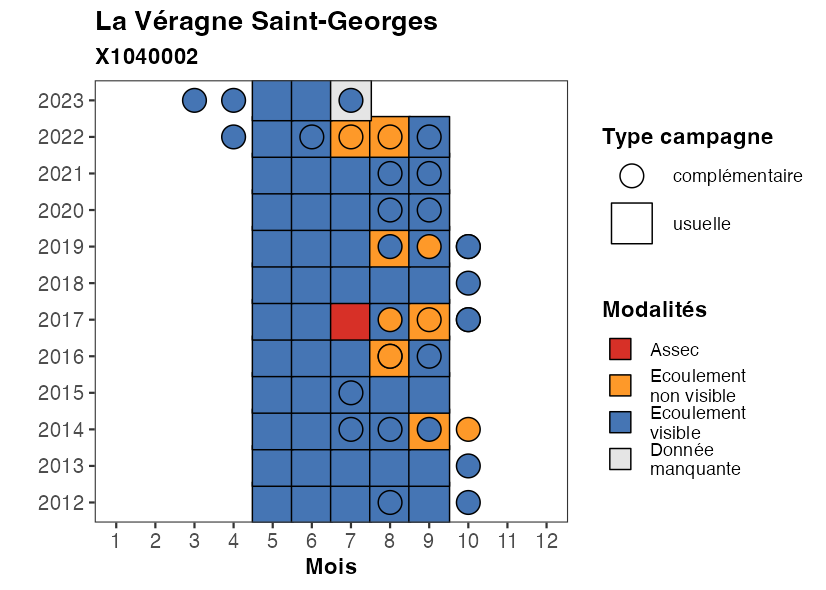 La Véragne Saint-Georges
X1040002
2023
2022
2021
2020
2019
2018
2017
2016
2015
2014
2013
2012
1 2 3 4 5 6 7 8 9 10 11 12
Mois
Type campagne
complémentaire
usuelle
Modalités
Assec
Ecoulement
non visible
Ecoulement
visible
Donnée
manquante